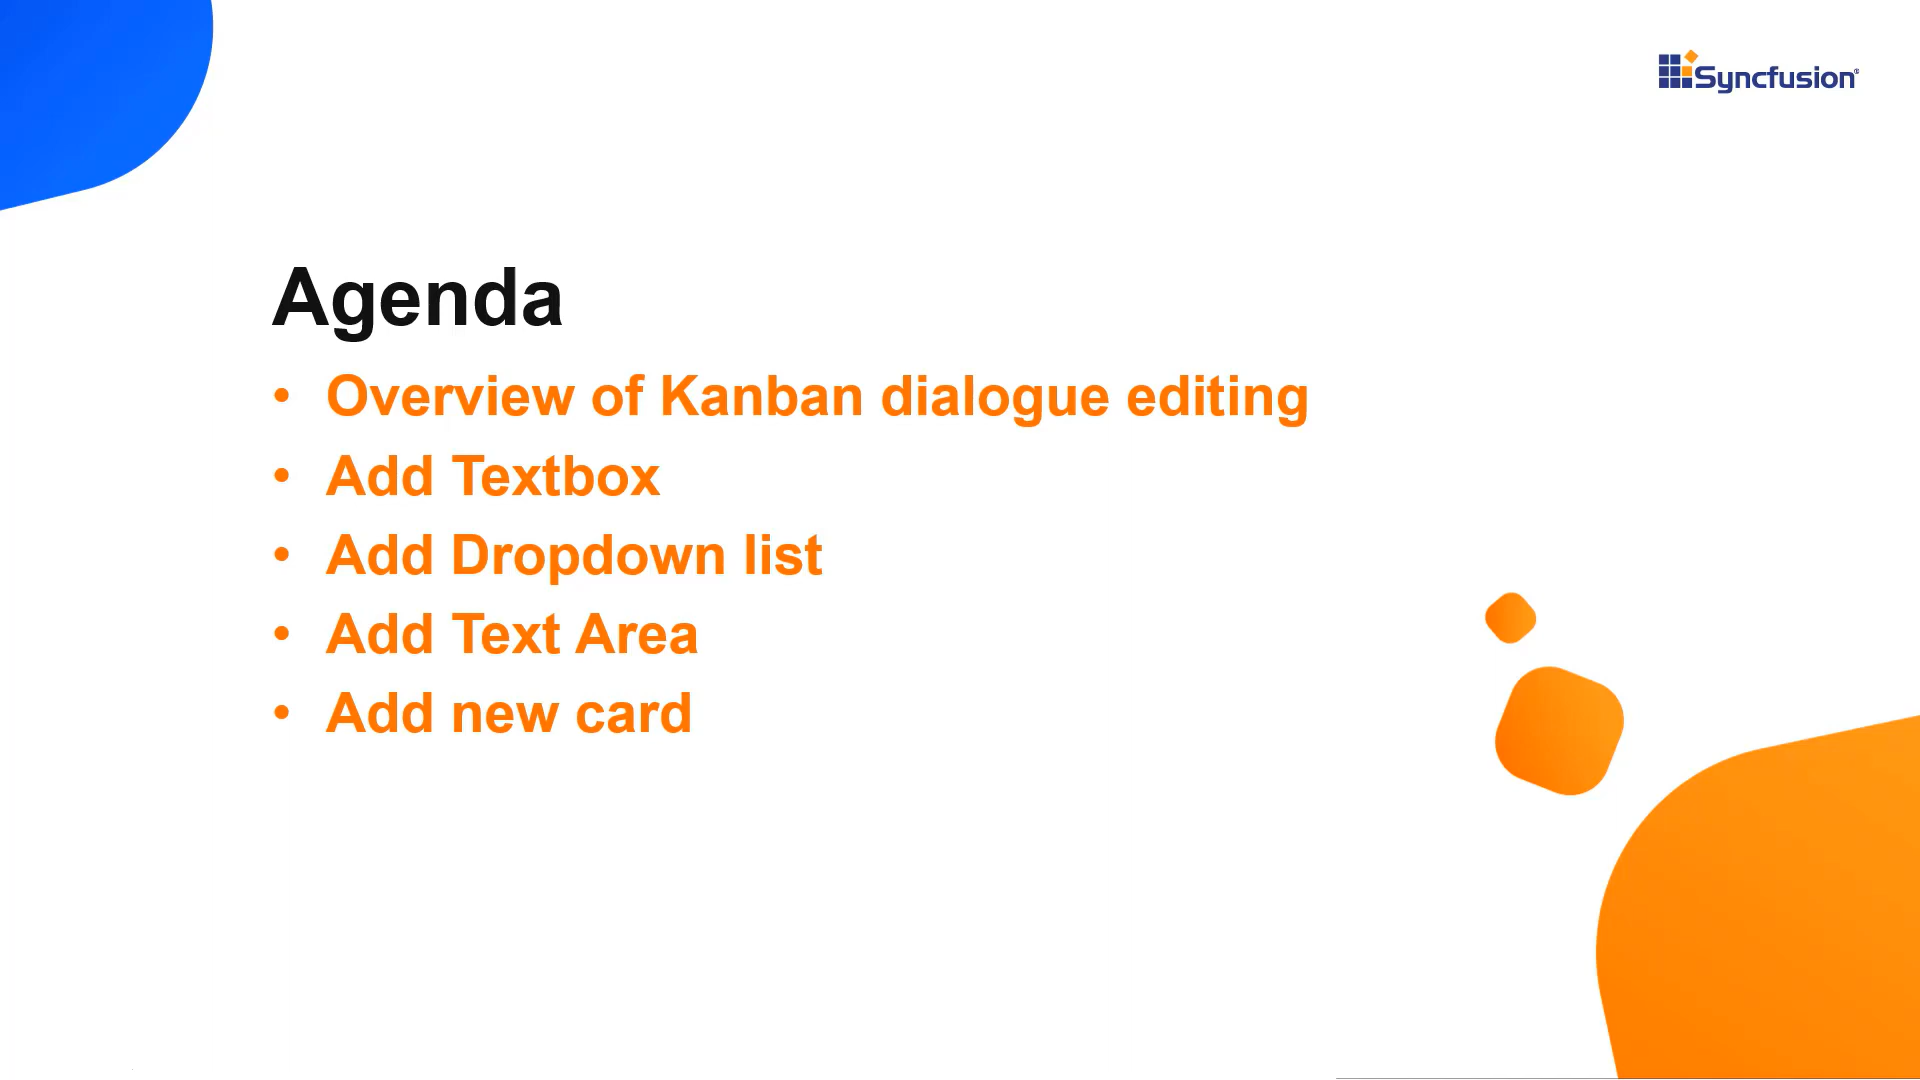 Syncfusion®
Agenda
• Overview of Kanban dialogue editing
• Add Textbox
• Add Dropdown list
• Add Text Area
• Add new card